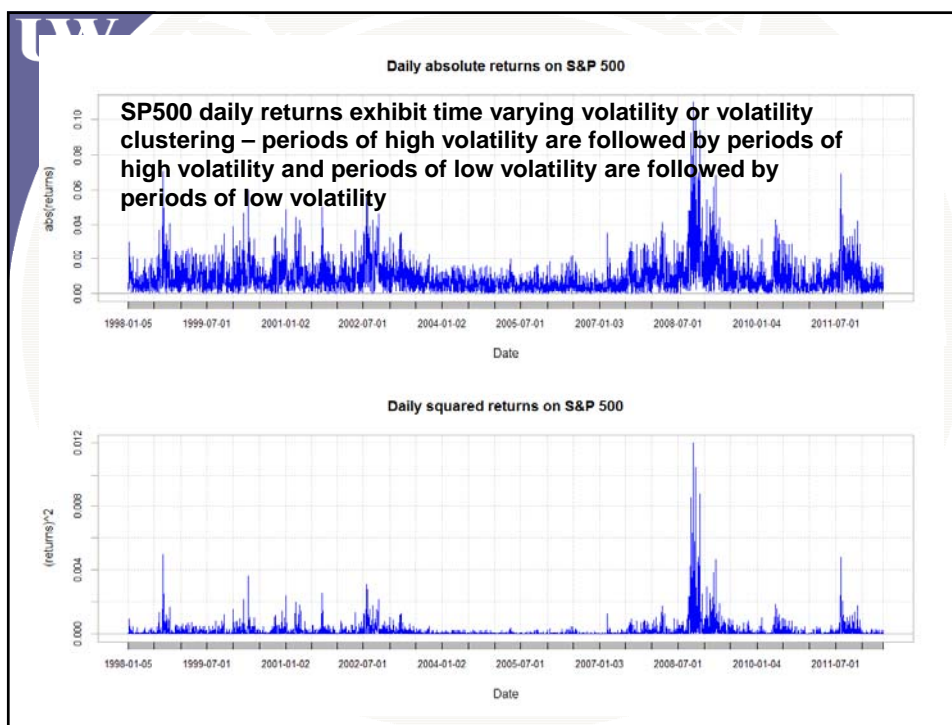 UW
Daily absolute returns on S&P 500
SP500 daily returns exhibit time varying volatility or volatility
clustering – periods of high volatility are followed by periods of
high volatility and periods of low volatility are followed by
periods of low volatility
abs(returns)
0.10
0.08
0.06
0.04
0.02
0.00
1998-01-05 1999-07-01 2001-01-02 2002-07-01 2004-01-02 2005-07-01 2007-01-03 2008-07-01 2010-01-04 2011-07-01
Date
Daily squared returns on S&P 500
(returns)^2
0.012
0.008
0.004
0.000
1998-01-05 1999-07-01 2001-01-02 2002-07-01 2004-01-02 2005-07-01 2007-01-03 2008-07-01 2010-01-04 2011-07-01
Date